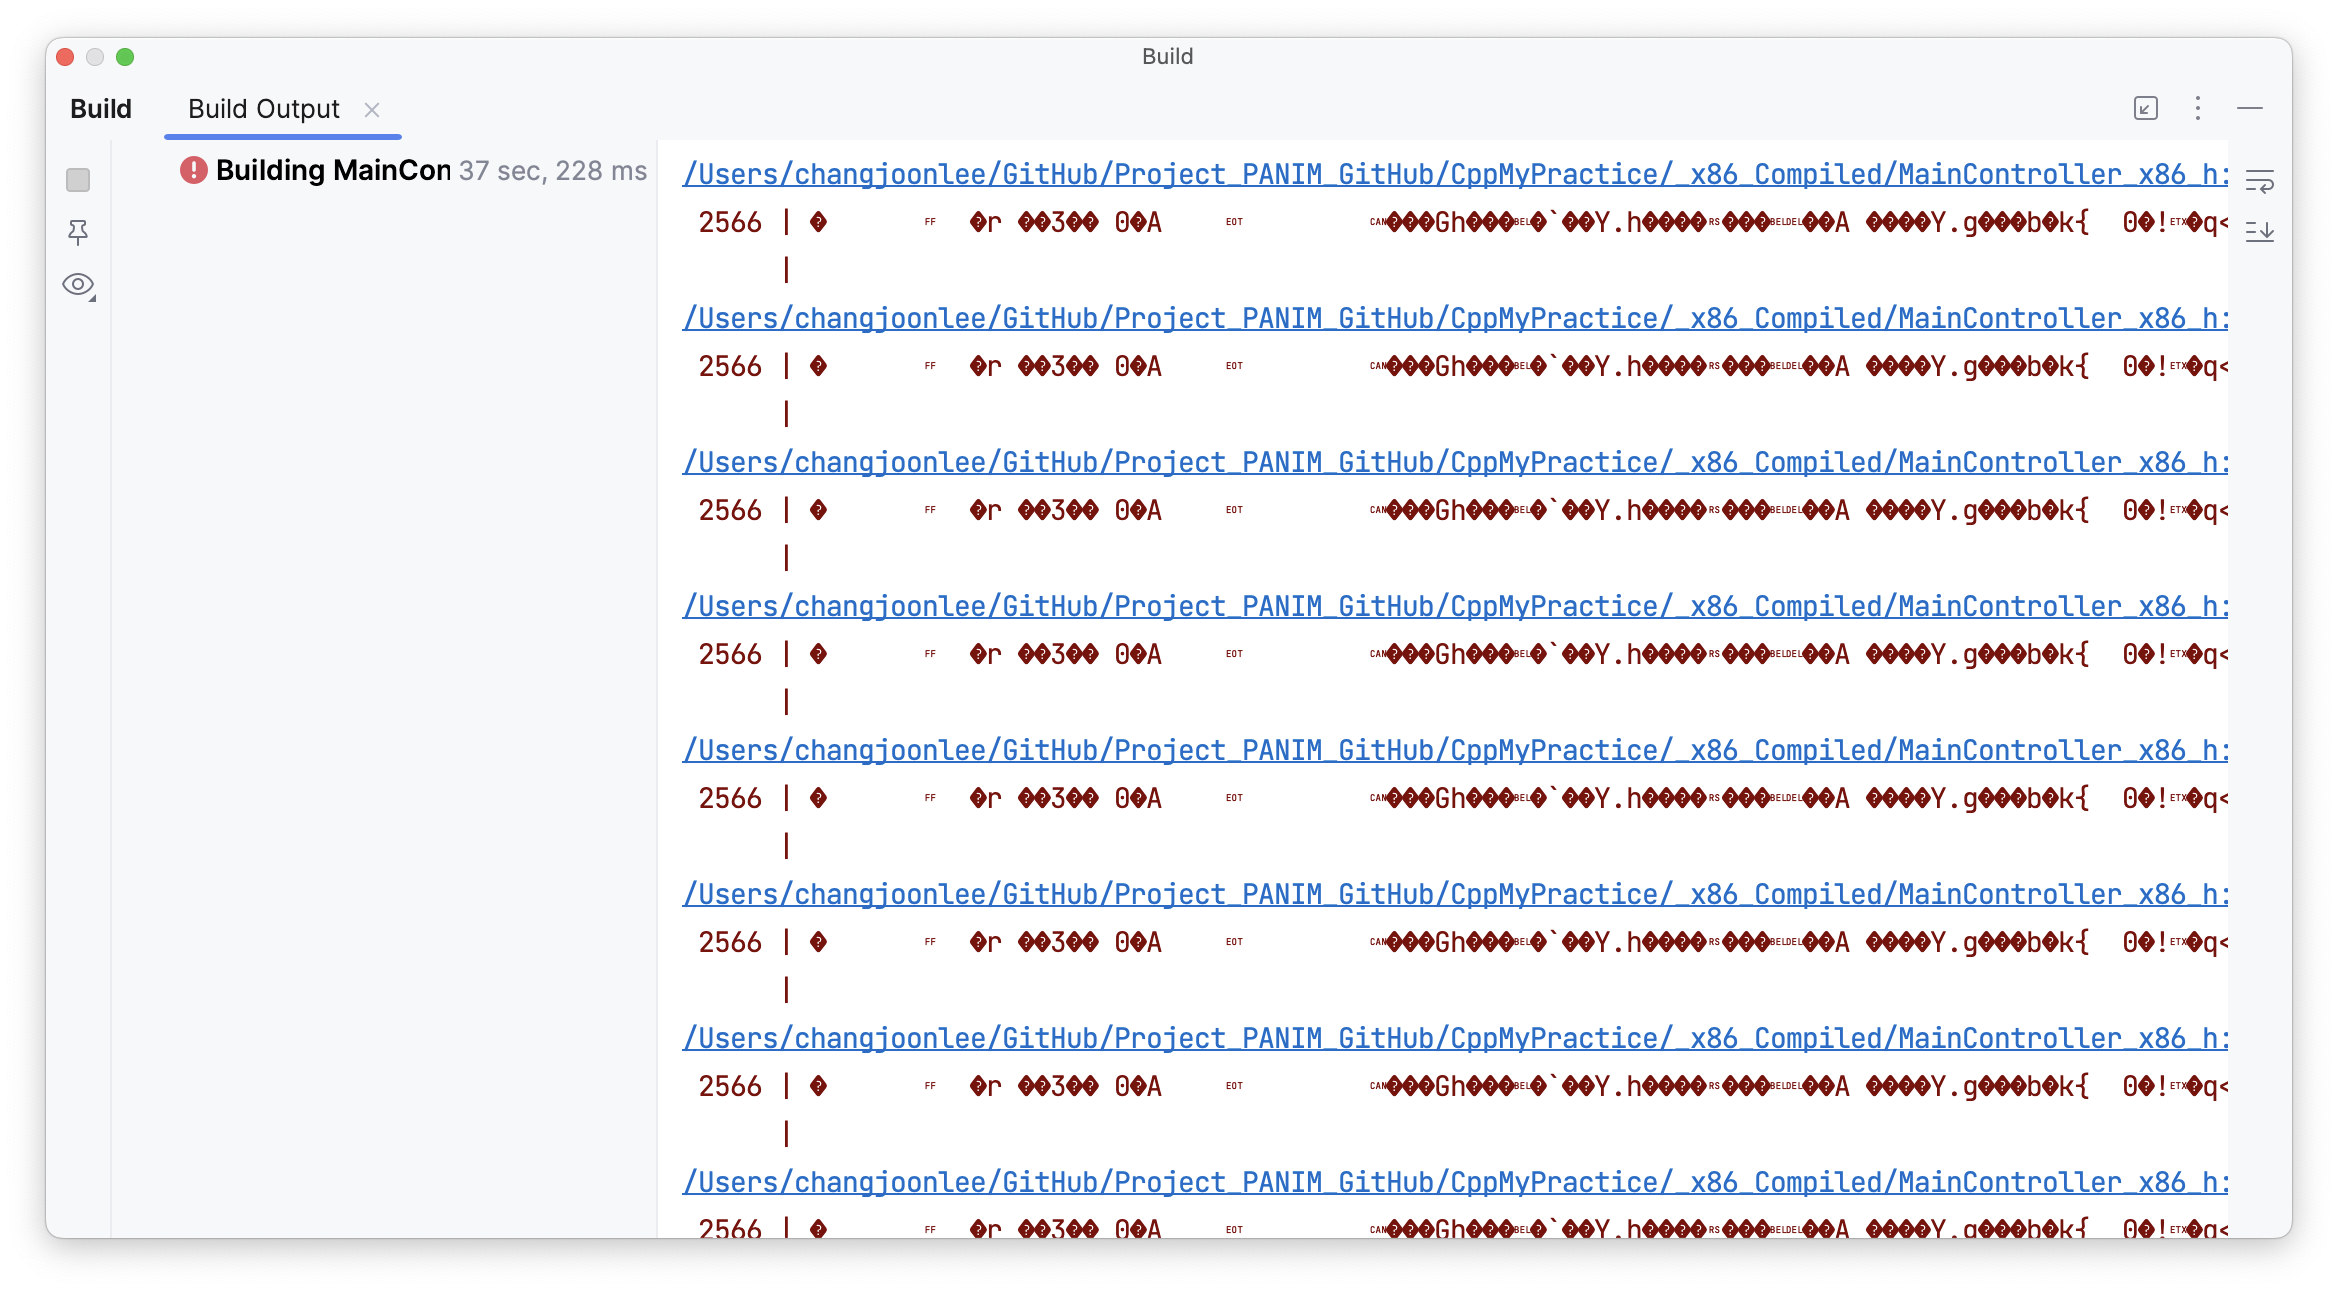 Build
Build Build Output
Building MainCon 37 sec, 228 ms
/Users/changjoonlee/GitHub/Project_PANIM_GitHub/CppMyPractice/_x86_Compiled/MainController_x86_h:
2566 | � FF �r ��3�� 0�A EOT CAN���Gh���BEL�`��Y.h����RS���BELDEL��A ����Y.g���b�k{ 0�!ETX�q<
|
/Users/changjoonlee/GitHub/Project_PANIM_GitHub/CppMyPractice/_x86_Compiled/MainController_x86_h:
2566 | � FF �r ��3�� 0�A EOT CAN���Gh���BEL�`��Y.h����RS���BELDEL��A ����Y.g���b�k{ 0�!ETX�q<
|
/Users/changjoonlee/GitHub/Project_PANIM_GitHub/CppMyPractice/_x86_Compiled/MainController_x86_h:
2566 | � FF �r ��3�� 0�A EOT CAN���Gh���BEL�`��Y.h����RS���BELDEL��A ����Y.g���b�k{ 0�!ETX�q<
|
/Users/changjoonlee/GitHub/Project_PANIM_GitHub/CppMyPractice/_x86_Compiled/MainController_x86_h:
2566 | � FF �r ��3�� 0�A EOT CAN���Gh���BEL�`��Y.h����RS���BELDEL��A ����Y.g���b�k{ 0�!ETX�q<
|
/Users/changjoonlee/GitHub/Project_PANIM_GitHub/CppMyPractice/_x86_Compiled/MainController_x86_h:
2566 | � FF �r ��3�� 0�A EOT CAN���Gh���BEL�`��Y.h����RS���BELDEL��A ����Y.g���b�k{ 0�!ETX�q<
|
/Users/changjoonlee/GitHub/Project_PANIM_GitHub/CppMyPractice/_x86_Compiled/MainController_x86_h:
2566 | � FF �r ��3�� 0�A EOT CAN���Gh���BEL�`��Y.h����RS���BELDEL��A ����Y.g���b�k{ 0�!ETX�q<
|
/Users/changjoonlee/GitHub/Project_PANIM_GitHub/CppMyPractice/_x86_Compiled/MainController_x86_h:
2566 | � FF �r ��3�� 0�A EOT CAN���Gh���BEL�`��Y.h����RS���BELDEL��A ����Y.g���b�k{ 0�!ETX�q<
|
/Users/changjoonlee/GitHub/Project_PANIM_GitHub/CppMyPractice/_x86_Compiled/MainController_x86_h:
2566 | � FF �r ��3�� 0�A EOT CAN���Gh���BEL�`��Y.h����RS���BELDEL��A ����Y.g���b�k{ 0�!ETX�q<